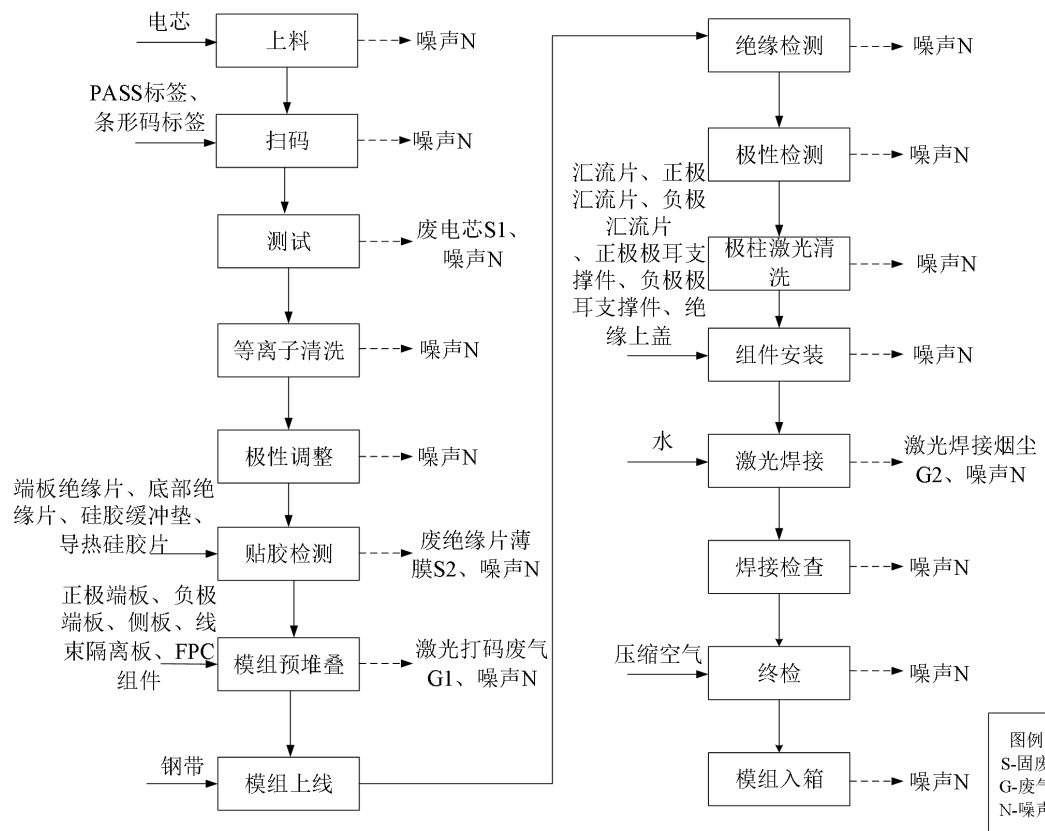 电芯
上料
噪声N
PASS标签、
条形码标签
扫码
噪声N
测试
废电芯S1、
噪声N
等离子清洗
噪声N
极性调整
噪声N
端板绝缘片、底部绝
缘片、硅胶缓冲垫、
导热硅胶片
贴胶检测
废绝缘片薄
膜S2、噪声N
正极端板、负极
端板、侧板、线
束隔离板、FPC
组件
模组预堆叠
激光打码废气
G1、噪声N
钢带
模组上线
绝缘检测
噪声N
极性检测
噪声N
汇流片、正极
汇流片、负极
汇流片
、正极极耳支
撑件、负极极
耳支撑件、绝
缘上盖
极柱激光清
洗
噪声N
组件安装
噪声N
水
激光焊接
激光焊接烟尘
G2、噪声N
焊接检查
噪声N
压缩空气
终检
噪声N
模组入箱
噪声N
图例
S-固废
G-废气
N-噪声